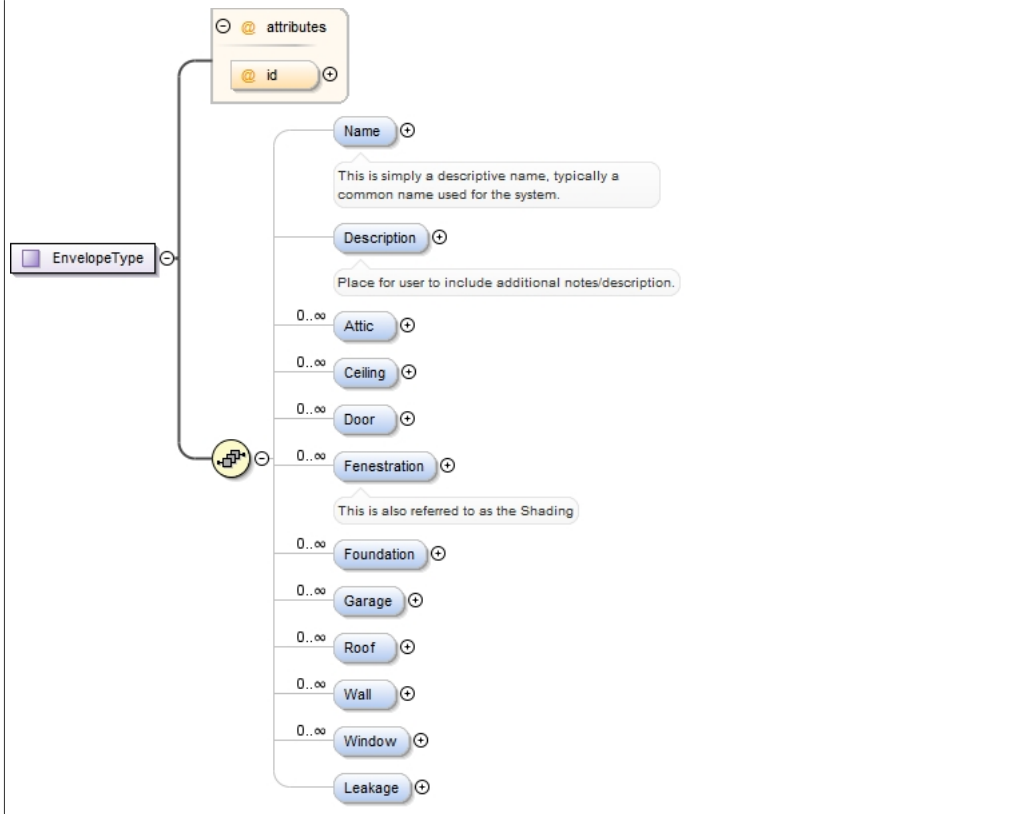 @ attributes
@ id
Name
This is simply a descriptive name, typically a
common name used for the system.
Description
EnvelopeType
Place for user to include additional notes/description.
0..∞ Attic
0..∞ Ceiling
0..∞ Door
0..∞ Fenestration
This is also referred to as the Shading
0..∞ Foundation
0..∞ Garage
0..∞ Roof
0..∞ Wall
0..∞ Window
Leakage